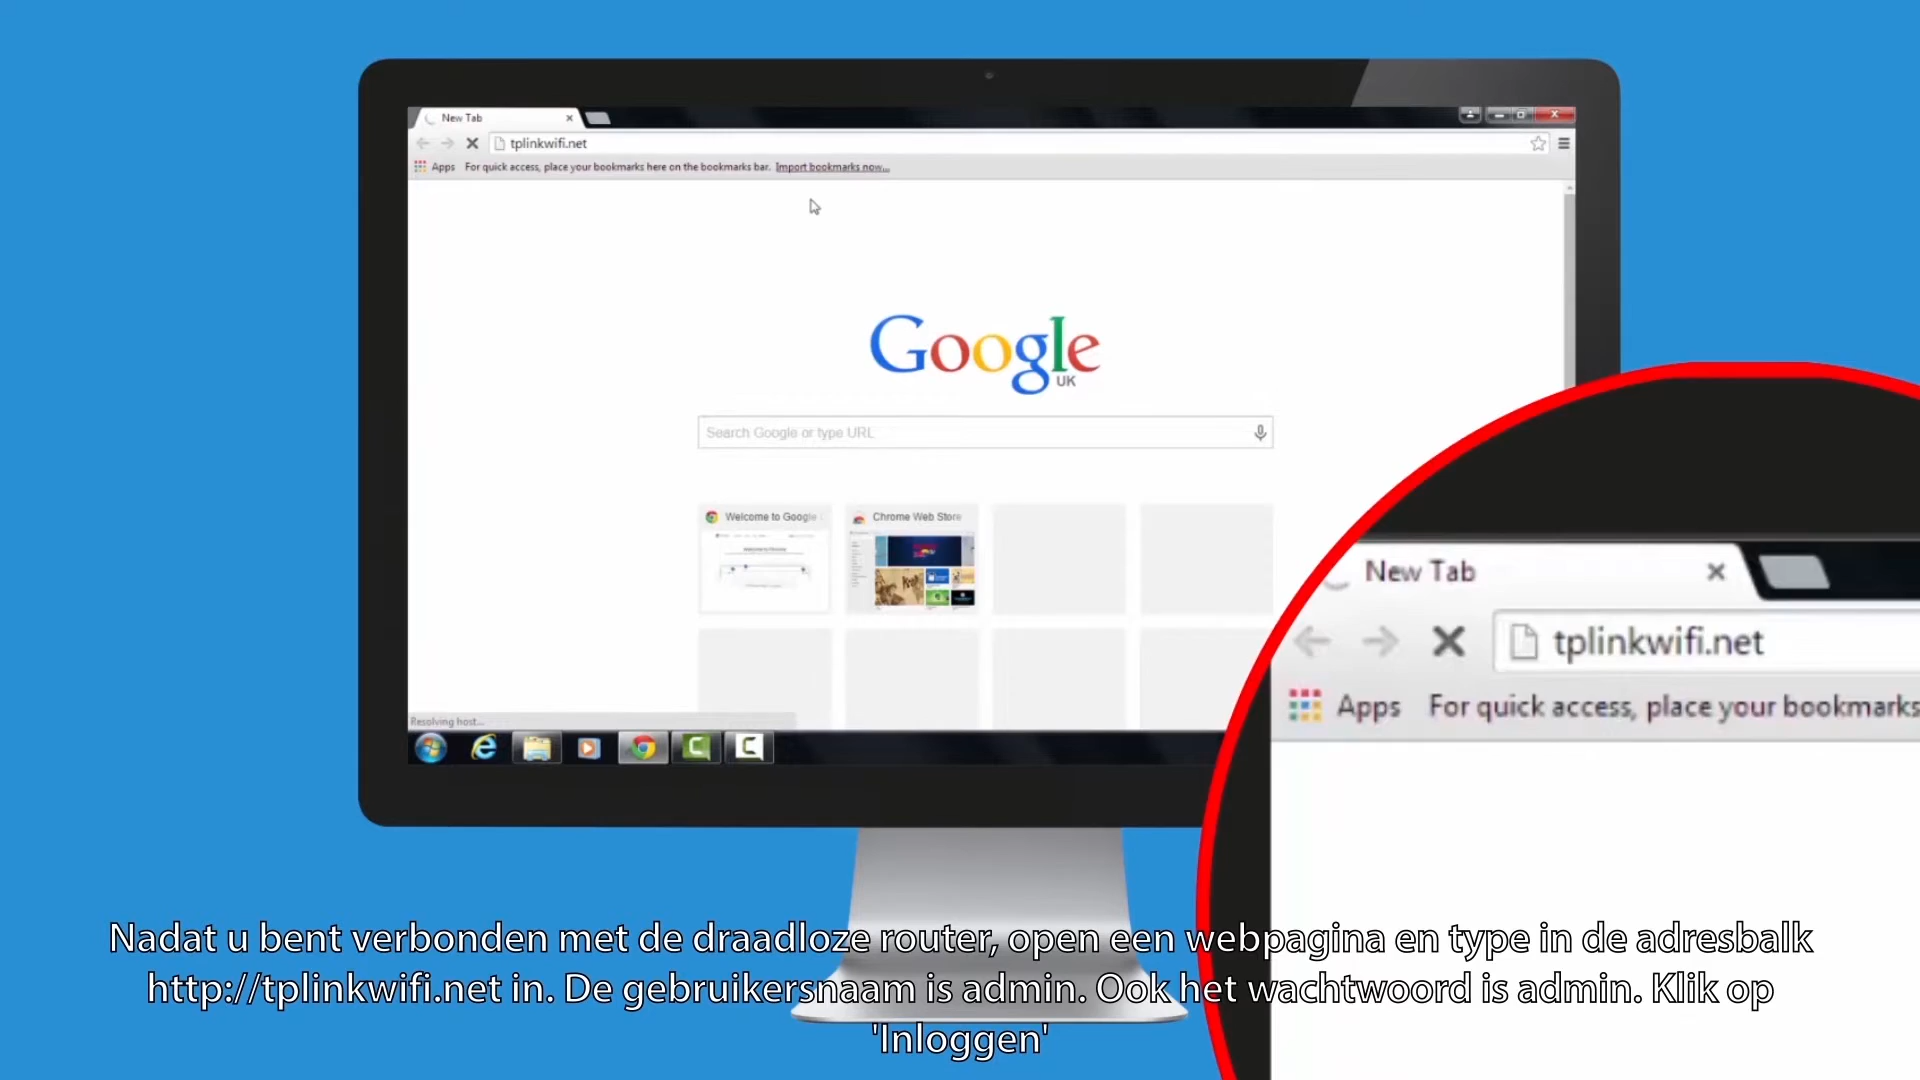 New Tab
tplinkwifi.net
Apps For quick access, place your bookmarks here on the bookmarks bar. Import bookmarks now...
Google
UK
Search Google or type URL
Welcome to Google
Chrome Web Store
Resolving host...
New Tab
tplinkwifi.net
Apps For quick access, place your bookmarks
Nadat u bent verbonden met de draadloze router, open een webpagina en type in de adresbalk
http://tplinkwifi.net in. De gebruikersnaam is admin. Ook het wachtwoord is admin. Klik op
'Inloggen'